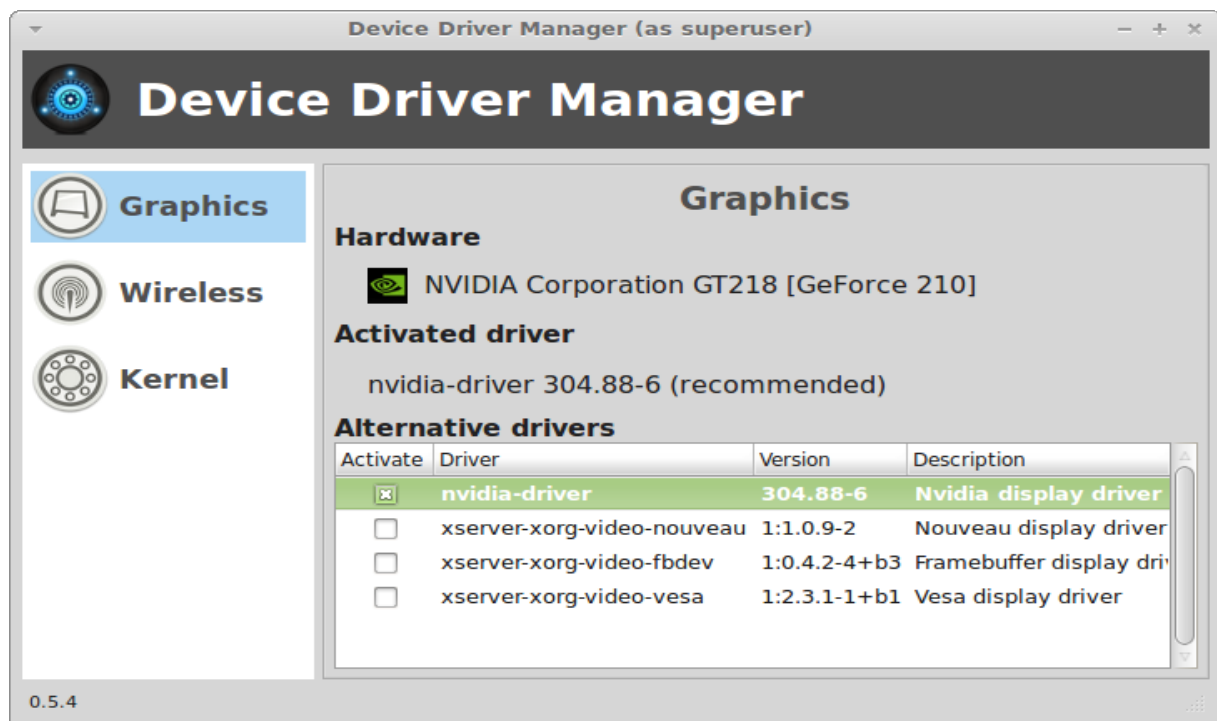 Device Driver Manager (as superuser)
Device Driver Manager
Graphics
Wireless
Kernel
Graphics
Hardware
NVIDIA Corporation GT218 [GeForce 210]
Activated driver
nvidia-driver 304.88-6 (recommended)
Alternative drivers
Activate Driver Version Description
nvidia-driver 304.88-6 Nvidia display driver
xserver-xorg-video-nouveau 1:1.0.9-2 Nouveau display driver
xserver-xorg-video-fbdev 1:0.4.2-4+b3 Framebuffer display driv
xserver-xorg-video-vesa 1:2.3.1-1+b1 Vesa display driver
0.5.4